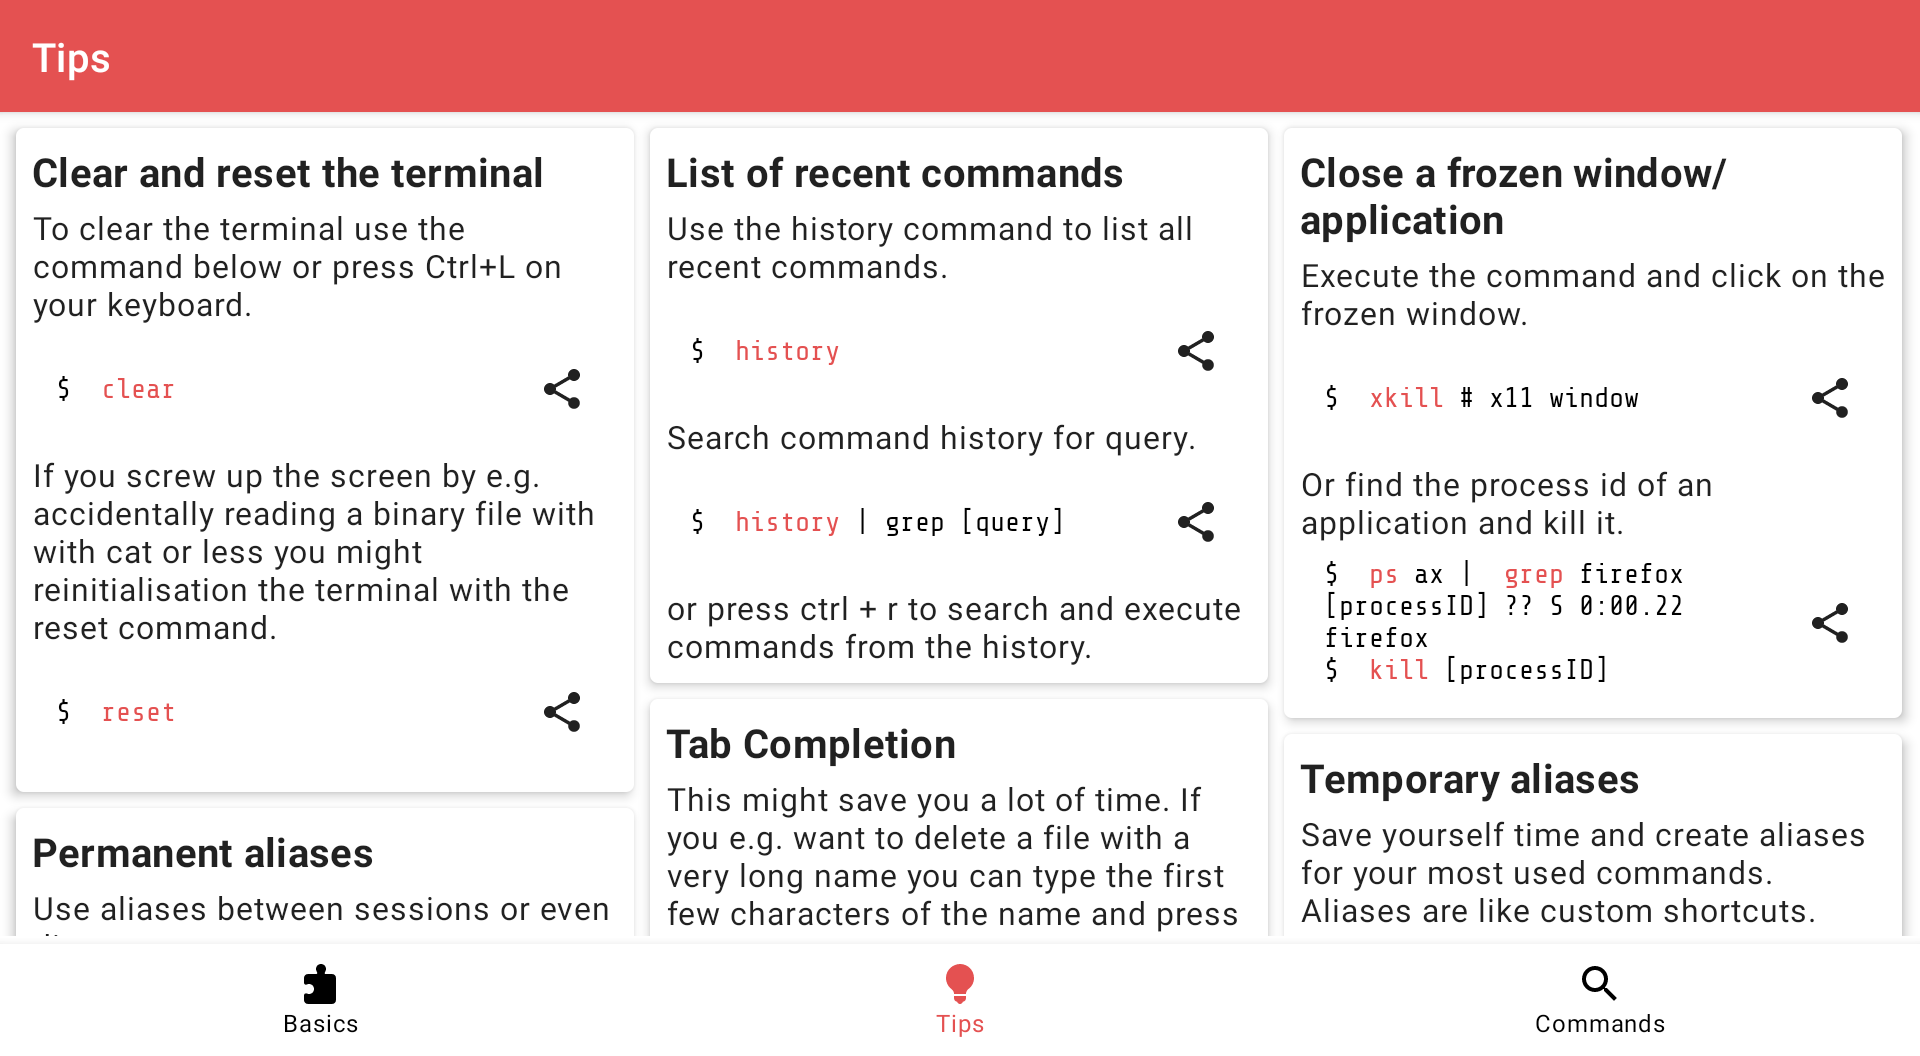 Tips
Clear and reset the terminal
To clear the terminal use the
command below or press Ctrl+L on
your keyboard.
$ clear
If you screw up the screen by e.g.
accidentally reading a binary file with
with cat or less you might
reinitialisation the terminal with the
reset command.
$ reset
Permanent aliases
Use aliases between sessions or even
List of recent commands
Use the history command to list all
recent commands.
$ history
Search command history for query.
$ history | grep [query]
or press ctrl + r to search and execute
commands from the history.
Tab Completion
This might save you a lot of time. If
you e.g. want to delete a file with a
very long name you can type the first
few characters of the name and press
Close a frozen window/
application
Execute the command and click on the
frozen window.
$ xkill # x11 window
Or find the process id of an
application and kill it.
$ ps ax | grep firefox
[processID] ?? S 0:00.22
firefox
$ kill [processID]
Temporary aliases
Save yourself time and create aliases
for your most used commands.
Aliases are like custom shortcuts.
Basics
Tips
Commands